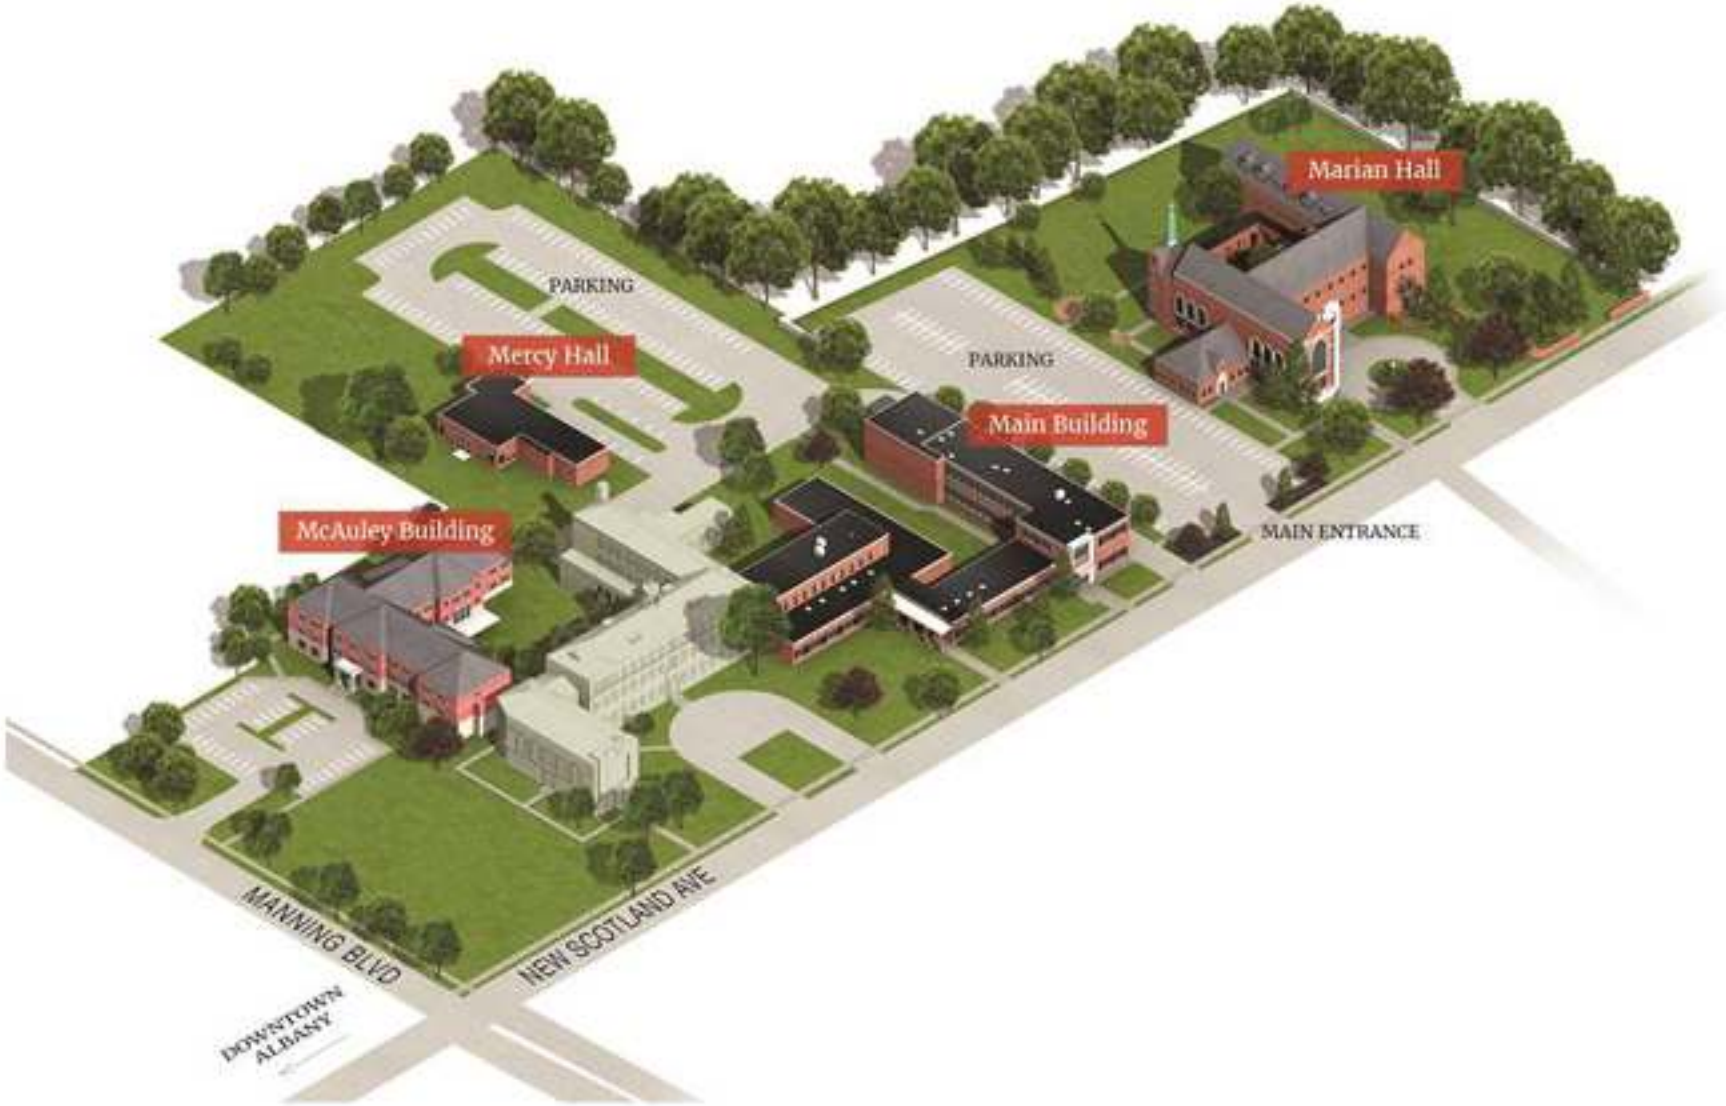 Marian Hall
PARKING
Mercy Hall
PARKING
Main Building
McAuley Building
MAIN ENTRANCE
MANNING BLVD
NEW SCOTLAND AVE
DOWNTOWN
ALBANY